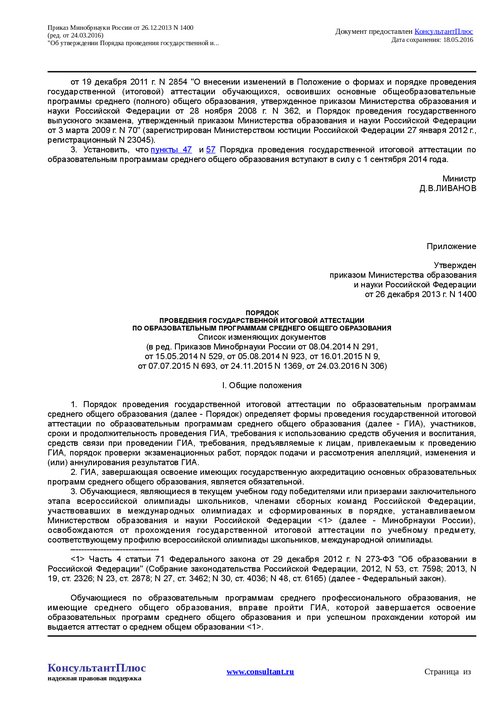 Приказ Минобрнауки России от 26.12.2013 N 1400
(ред. от 24.03.2016)
"Об утверждении Порядка проведения государственной и...
Документ предоставлен КонсультантПлюс
Дата сохранения: 18.05.2016
от 19 декабря 2011 г. N 2854 "О внесении изменений в Положение о формах и порядке проведения
государственной (итоговой) аттестации обучающихся, освоивших основные общеобразовательные
программы среднего (полного) общего образования, утвержденное приказом Министерства образования и
науки Российской Федерации от 28 ноября 2008 г. N 362, и Порядок проведения государственного
выпускного экзамена, утвержденный приказом Министерства образования и науки Российской Федерации
от 3 марта 2009 г. N 70" (зарегистрирован Министерством юстиции Российской Федерации 27 января 2012 г.,
регистрационный N 23045).
3. Установить, что пункты 47 и 57 Порядка проведения государственной итоговой аттестации по
образовательным программам среднего общего образования вступают в силу с 1 сентября 2014 года.
Министр
Д.В.ЛИВАНОВ
Приложение
Утвержден
приказом Министерства образования
и науки Российской Федерации
от 26 декабря 2013 г. N 1400
ПОРЯДОК
ПРОВЕДЕНИЯ ГОСУДАРСТВЕННОЙ ИТОГОВОЙ АТТЕСТАЦИИ
ПО ОБРАЗОВАТЕЛЬНЫМ ПРОГРАММАМ СРЕДНЕГО ОБЩЕГО ОБРАЗОВАНИЯ
Список изменяющих документов
(в ред. Приказов Минобрнауки России от 08.04.2014 N 291,
от 15.05.2014 N 529, от 05.08.2014 N 923, от 16.01.2015 N 9,
от 07.07.2015 N 693, от 24.11.2015 N 1369, от 24.03.2016 N 306)
I. Общие положения
1. Порядок проведения государственной итоговой аттестации по образовательным программам
среднего общего образования (далее - Порядок) определяет формы проведения государственной итоговой
аттестации по образовательным программам среднего общего образования (далее - ГИА), участников,
сроки и продолжительность проведения ГИА, требования к использованию средств обучения и воспитания,
средств связи при проведении ГИА, требования, предъявляемые к лицам, привлекаемым к проведению
ГИА, порядок проверки экзаменационных работ, порядок подачи и рассмотрения апелляций, изменения и
(или) аннулирования результатов ГИА.
2. ГИА, завершающая освоение имеющих государственную аккредитацию основных образовательных
программ среднего общего образования, является обязательной.
3. Обучающиеся, являющиеся в текущем учебном году победителями или призерами заключительного
этапа всероссийской олимпиады школьников, членами сборных команд Российской Федерации,
участвовавших в международных олимпиадах и сформированных в порядке, устанавливаемом
Министерством образования и науки Российской Федерации <1> (далее - Минобрнауки России),
освобождаются от прохождения государственной итоговой аттестации по учебному предмету,
соответствующему профилю всероссийской олимпиады школьников, международной олимпиады.
--------------------------------
<1> Часть 4 статьи 71 Федерального закона от 29 декабря 2012 г. N 273-ФЗ "Об образовании в
Российской Федерации" (Собрание законодательства Российской Федерации, 2012, N 53, ст. 7598; 2013, N
19, ст. 2326; N 23, ст. 2878; N 27, ст. 3462; N 30, ст. 4036; N 48, ст. 6165) (далее - Федеральный закон).
Обучающиеся по образовательным программам среднего профессионального образования, не
имеющие среднего общего образования, вправе пройти ГИА, которой завершается освоение
образовательных программ среднего общего образования и при успешном прохождении которой им
выдается аттестат о среднем общем образовании <1>.
КонсультантПлюс
надежная правовая поддержка
www.consultant.ru
Страница из